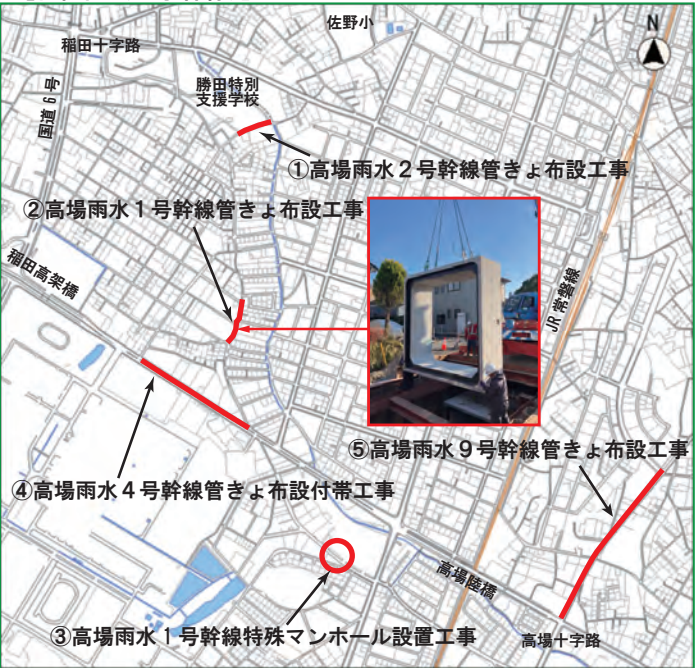 佐野小
N
稲田十字路
勝田特別
支援学校
国道6号
①高場雨水２号幹線管きょ布設工事
②高場雨水１号幹線管きょ布設工事
稲田高架橋
JR常磐線
⑤高場雨水９号幹線管きょ布設工事
④高場雨水４号幹線管きょ布設付帯工事
高場陸橋
③高場雨水１号幹線特殊マンホール設置工事
高場十字路